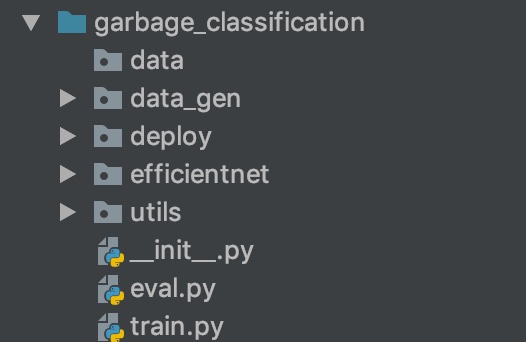 garbage_classification
data
data_gen
deploy
efficientnet
utils
__init__.py
eval.py
train.py